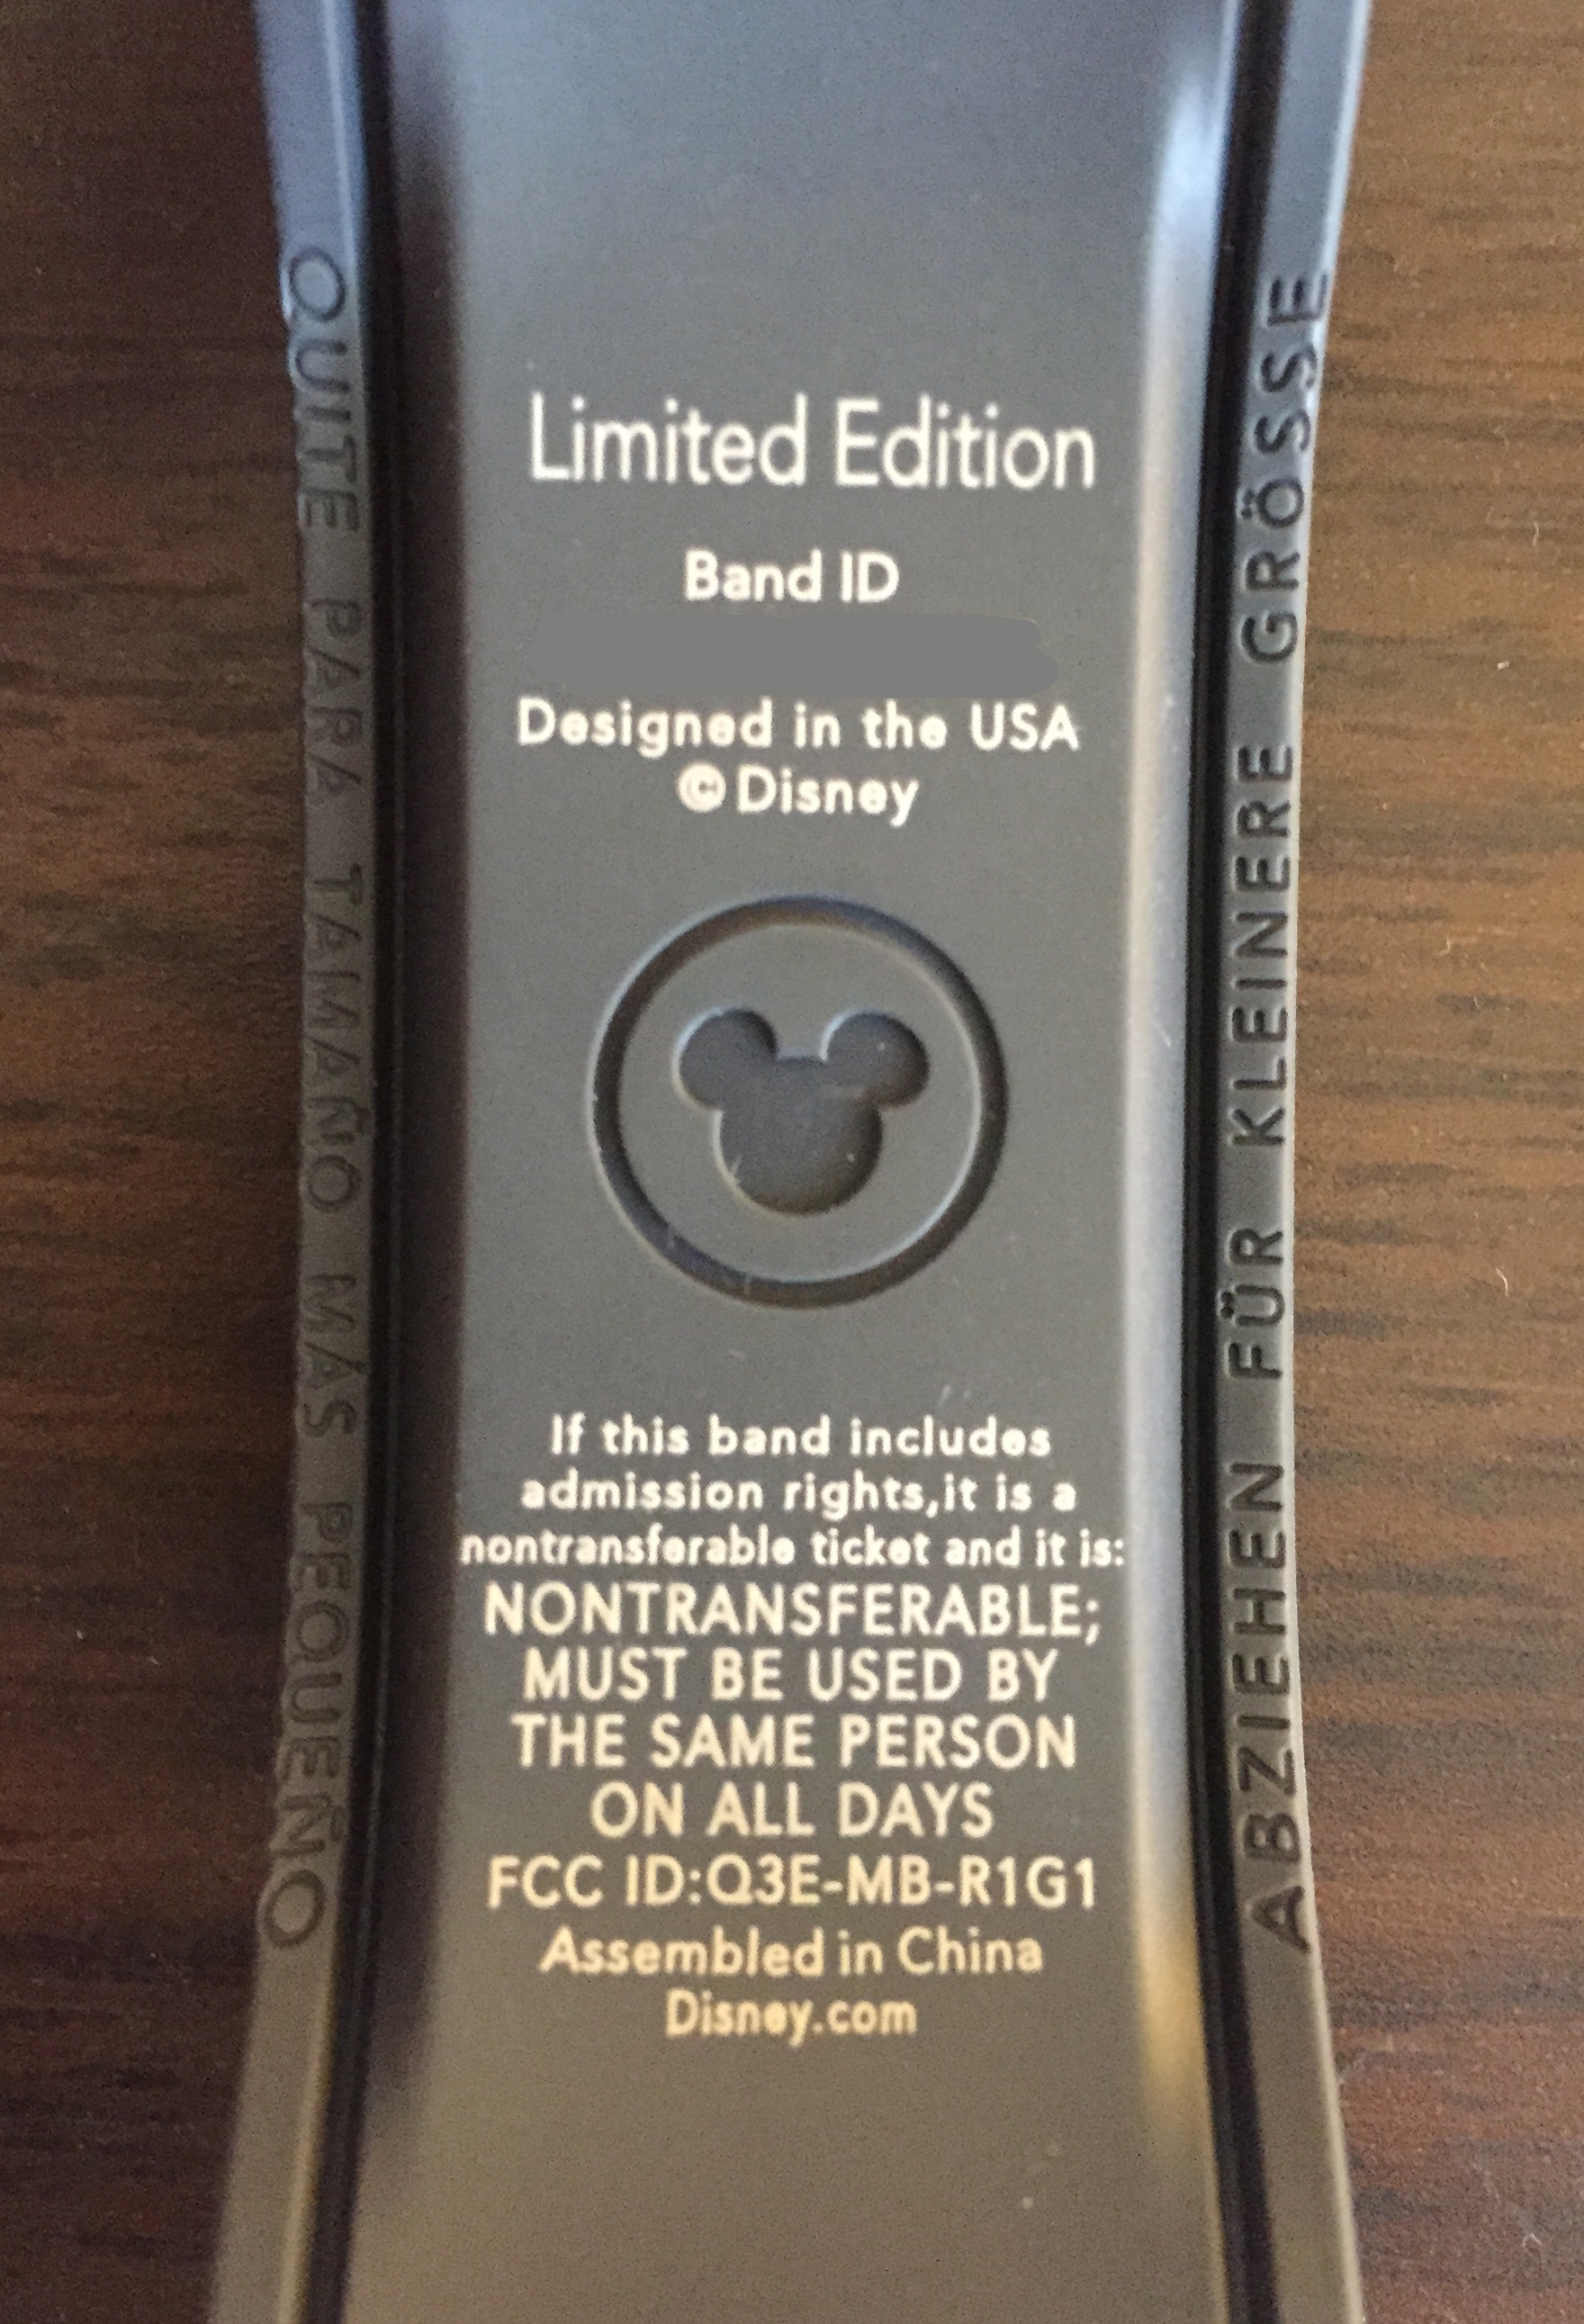 Limited Edition
Band ID
Designed in the USA
©Disney
If this band includes
admission rights,it is a
nontransferable ticket and it is:
NONTRANSFERABLE;
MUST BE USED BY
THE SAME PERSON
ON ALL DAYS
FCC ID:Q3E-MB-R1G1
Assembled in China
Disney.com
QUITE PARA TAMAÑO MÁS PEQUEÑO
ABZIEHEN FÜR KLEINERE GRÖSSE